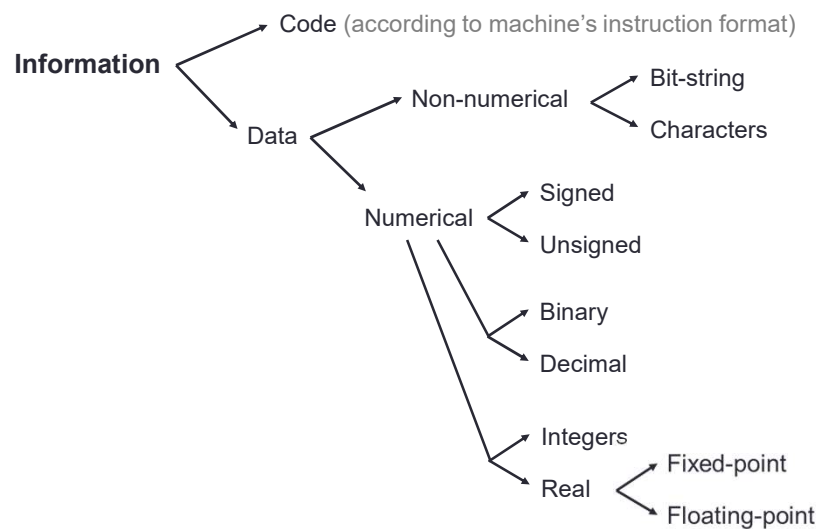 Code (according to machine's instruction format)
Information
Bit-string
Non-numerical
Characters
Data
Signed
Numerical
Unsigned
Binary
Decimal
Integers
Fixed-point
Real
Floating-point